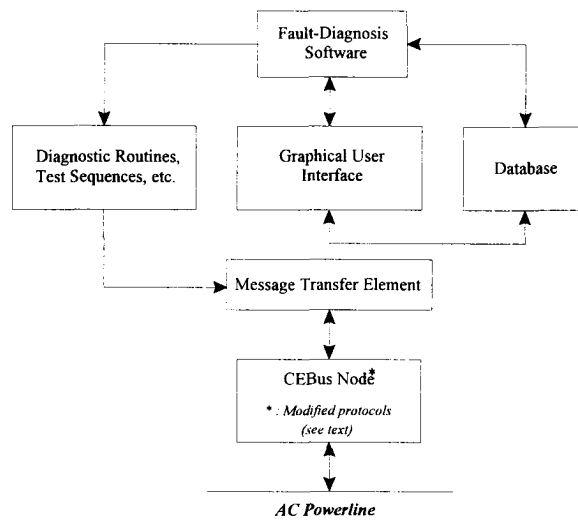 Fault-Diagnosis
Software
Diagnostic Routines,
Test Sequences, etc.
Graphical User
Interface
Database
Message Transfer Element
CEBus Node*
* : Modified protocols
(see text)
AC Powerline